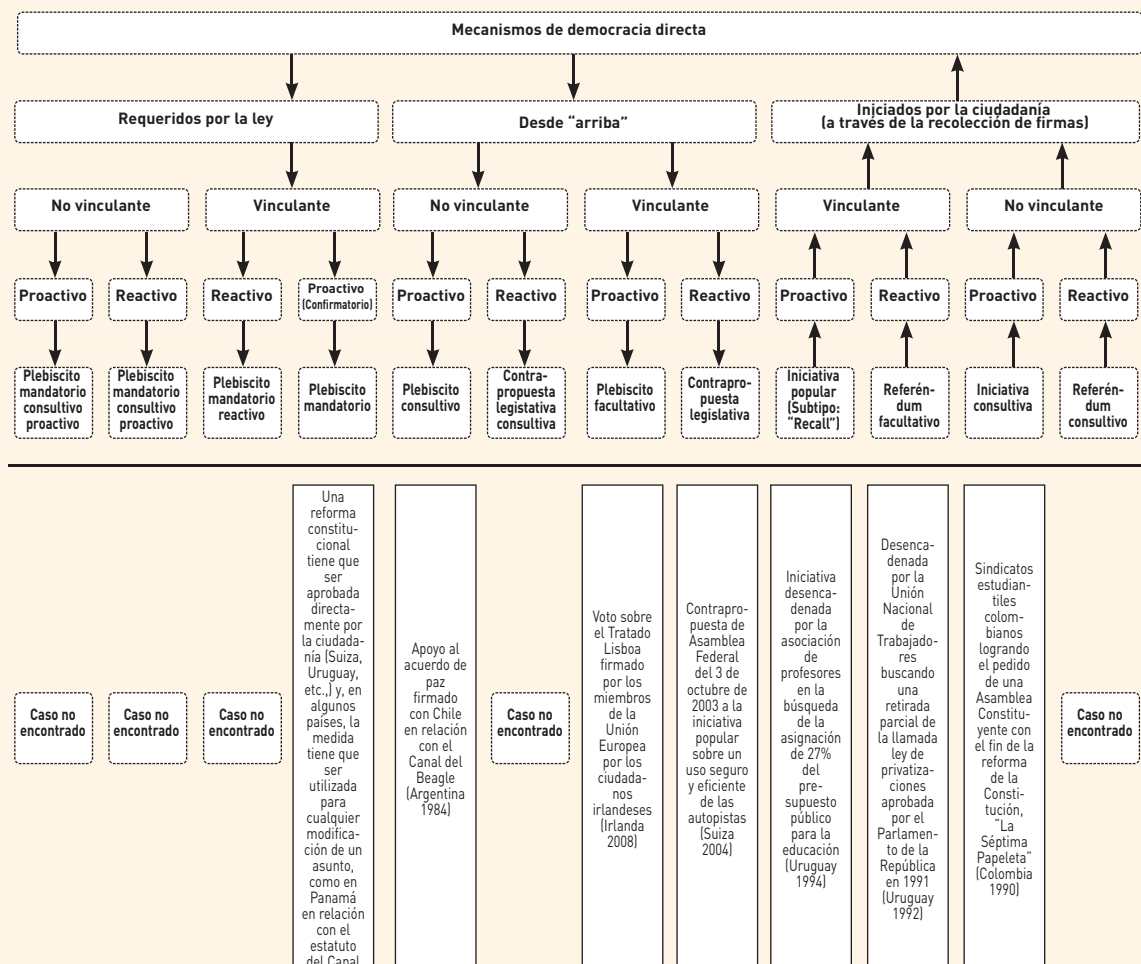 Mecanismos de democracia directa
Requeridos por la ley
Desde “arriba”
Iniciados por la ciudadanía
(a través de la recolección de firmas)
No vinculante
Vinculante
No vinculante
Vinculante
Vinculante
No vinculante
Proactivo
Reactivo
Reactivo
Proactivo
(Confirmatorio)
Proactivo
Reactivo
Proactivo
Reactivo
Proactivo
Reactivo
Proactivo
Reactivo
Plebiscito
mandatorio
consultivo
proactivo
Plebiscito
mandatorio
consultivo
proactivo
Plebiscito
mandatorio
reactivo
Plebiscito
mandatorio
Plebiscito
consultivo
Contra-
propuesta
legistativa
consultiva
Plebiscito
facultativo
Contrapro-
puesta
legislativa
Iniciativa
popular
(Subtipo:
“Recall”)
Referén-
dum
facultativo
Iniciativa
consultiva
Referén-
dum
consultivo
Caso no
encontrado
Caso no
encontrado
Caso no
encontrado
Una
reforma
constitu-
cional
tiene que
ser
aprobada
directa-
mente por
la ciudada-
nía (Suiza,
Uruguay,
etc.,) y, en
algunos
países, la
medida
tiene que
ser
utilizada
para
cualquier
modifica-
ción de un
asunto,
como en
Panamá
en relación
con el
estatuto
del Canal
Apoyo al
acuerdo de
paz
firmado
con Chile
en relación
con el
Canal del
Beagle
(Argentina
1984)
Caso no
encontrado
Voto sobre
el Tratado
Lisboa
firmado
por los
miembros
de la
Unión
Europea
por los
ciudada-
nos
irlandeses
(Irlanda
2008)
Contrapro-
puesta de
Asamblea
Federal
del 3 de
octubre de
2003 a la
iniciativa
popular
sobre un
uso seguro
y eficiente
de las
autopistas
(Suiza
2004)
Iniciativa
desenca-
denada
por la
asociación
de
profesores
en la
búsqueda
de la
asignación
de 27%
del
pre-
supuesto
público
para la
educación
(Uruguay
1994)
Desenca-
denada
por la
Unión
Nacional
de
Trabajado-
res
buscando
una
retirada
parcial de
la llamada
ley de
privatiza-
ciones
aprobada
por el
Parlamen-
to de la
República
en 1991
(Uruguay
1992)
Sindicatos
estudian-
tiles
colom-
bianos
logrando
el pedido
de una
Asamblea
Constitu-
yente con
el fin de la
reforma
de la
Consti-
tución,
“La
Séptima
Papeleta”
(Colombia
1990)
Caso no
encontrado